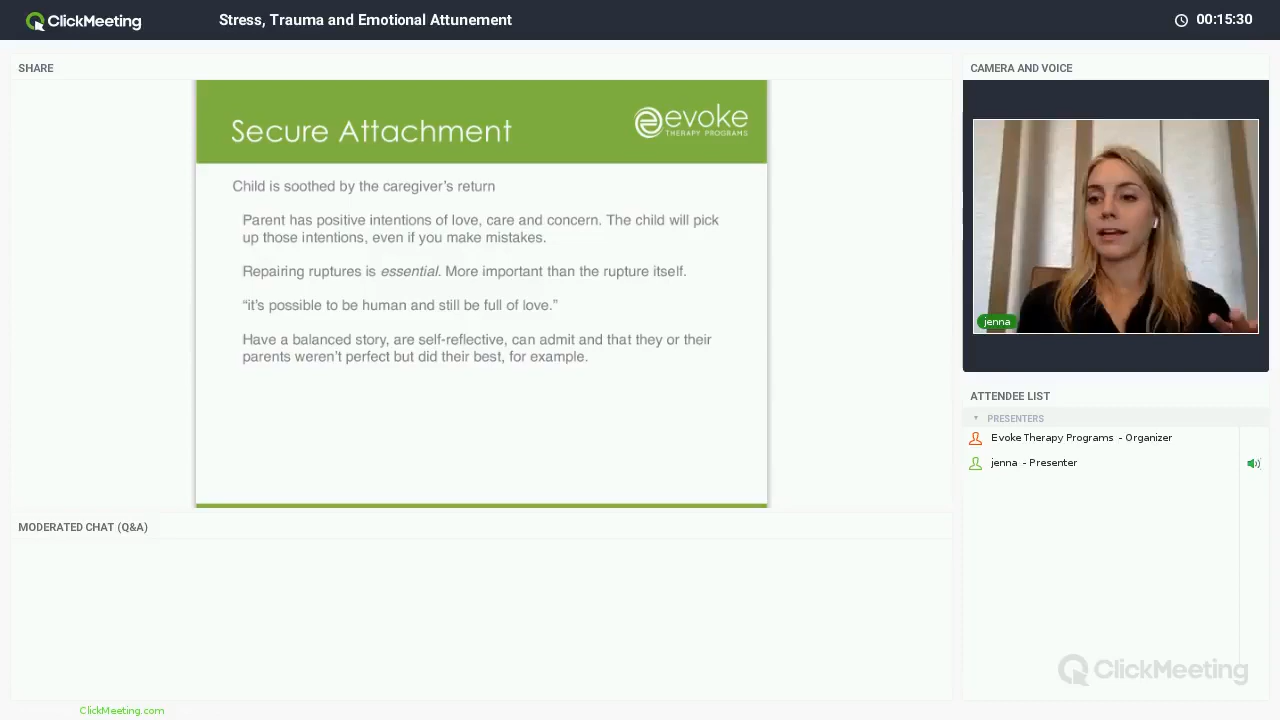 ClickMeeting
Stress, Trauma and Emotional Attunement
00:15:30
SHARE
Secure Attachment
evoke
THERAPY PROGRAMS
Child is soothed by the caregiver’s return
Parent has positive intentions of love, care and concern. The child will pick
up those intentions, even if you make mistakes.
Repairing ruptures is essential. More important than the rupture itself.
“it’s possible to be human and still be full of love.”
Have a balanced story, are self-reflective, can admit and that they or their
parents weren’t perfect but did their best, for example.
MODERATED CHAT (Q&A)
CAMERA AND VOICE
jenna
ATTENDEE LIST
PRESENTERS
Evoke Therapy Programs - Organizer
jenna - Presenter
ClickMeeting
ClickMeeting.com